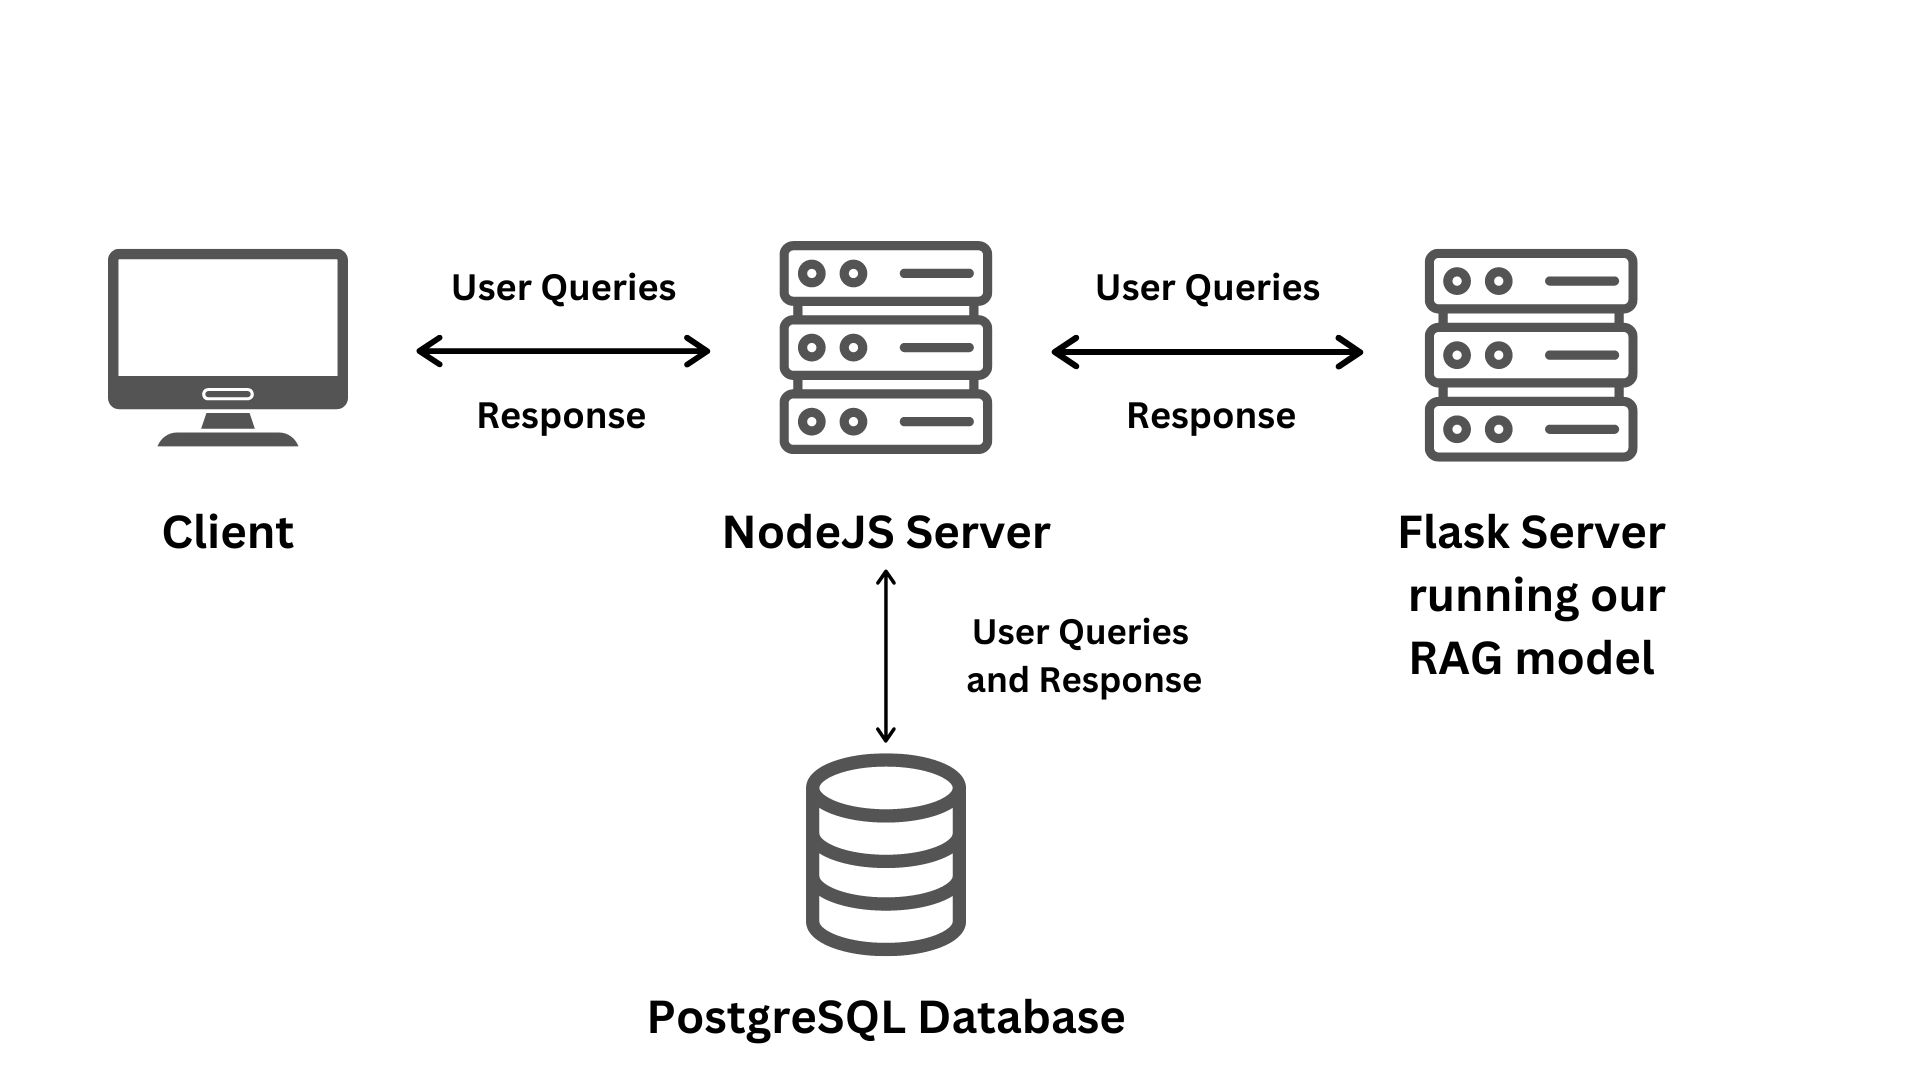 User Queries
Response
User Queries
Response
Client
NodeJS Server
Flask Server
running our
RAG model
User Queries
and Response
PostgreSQL Database